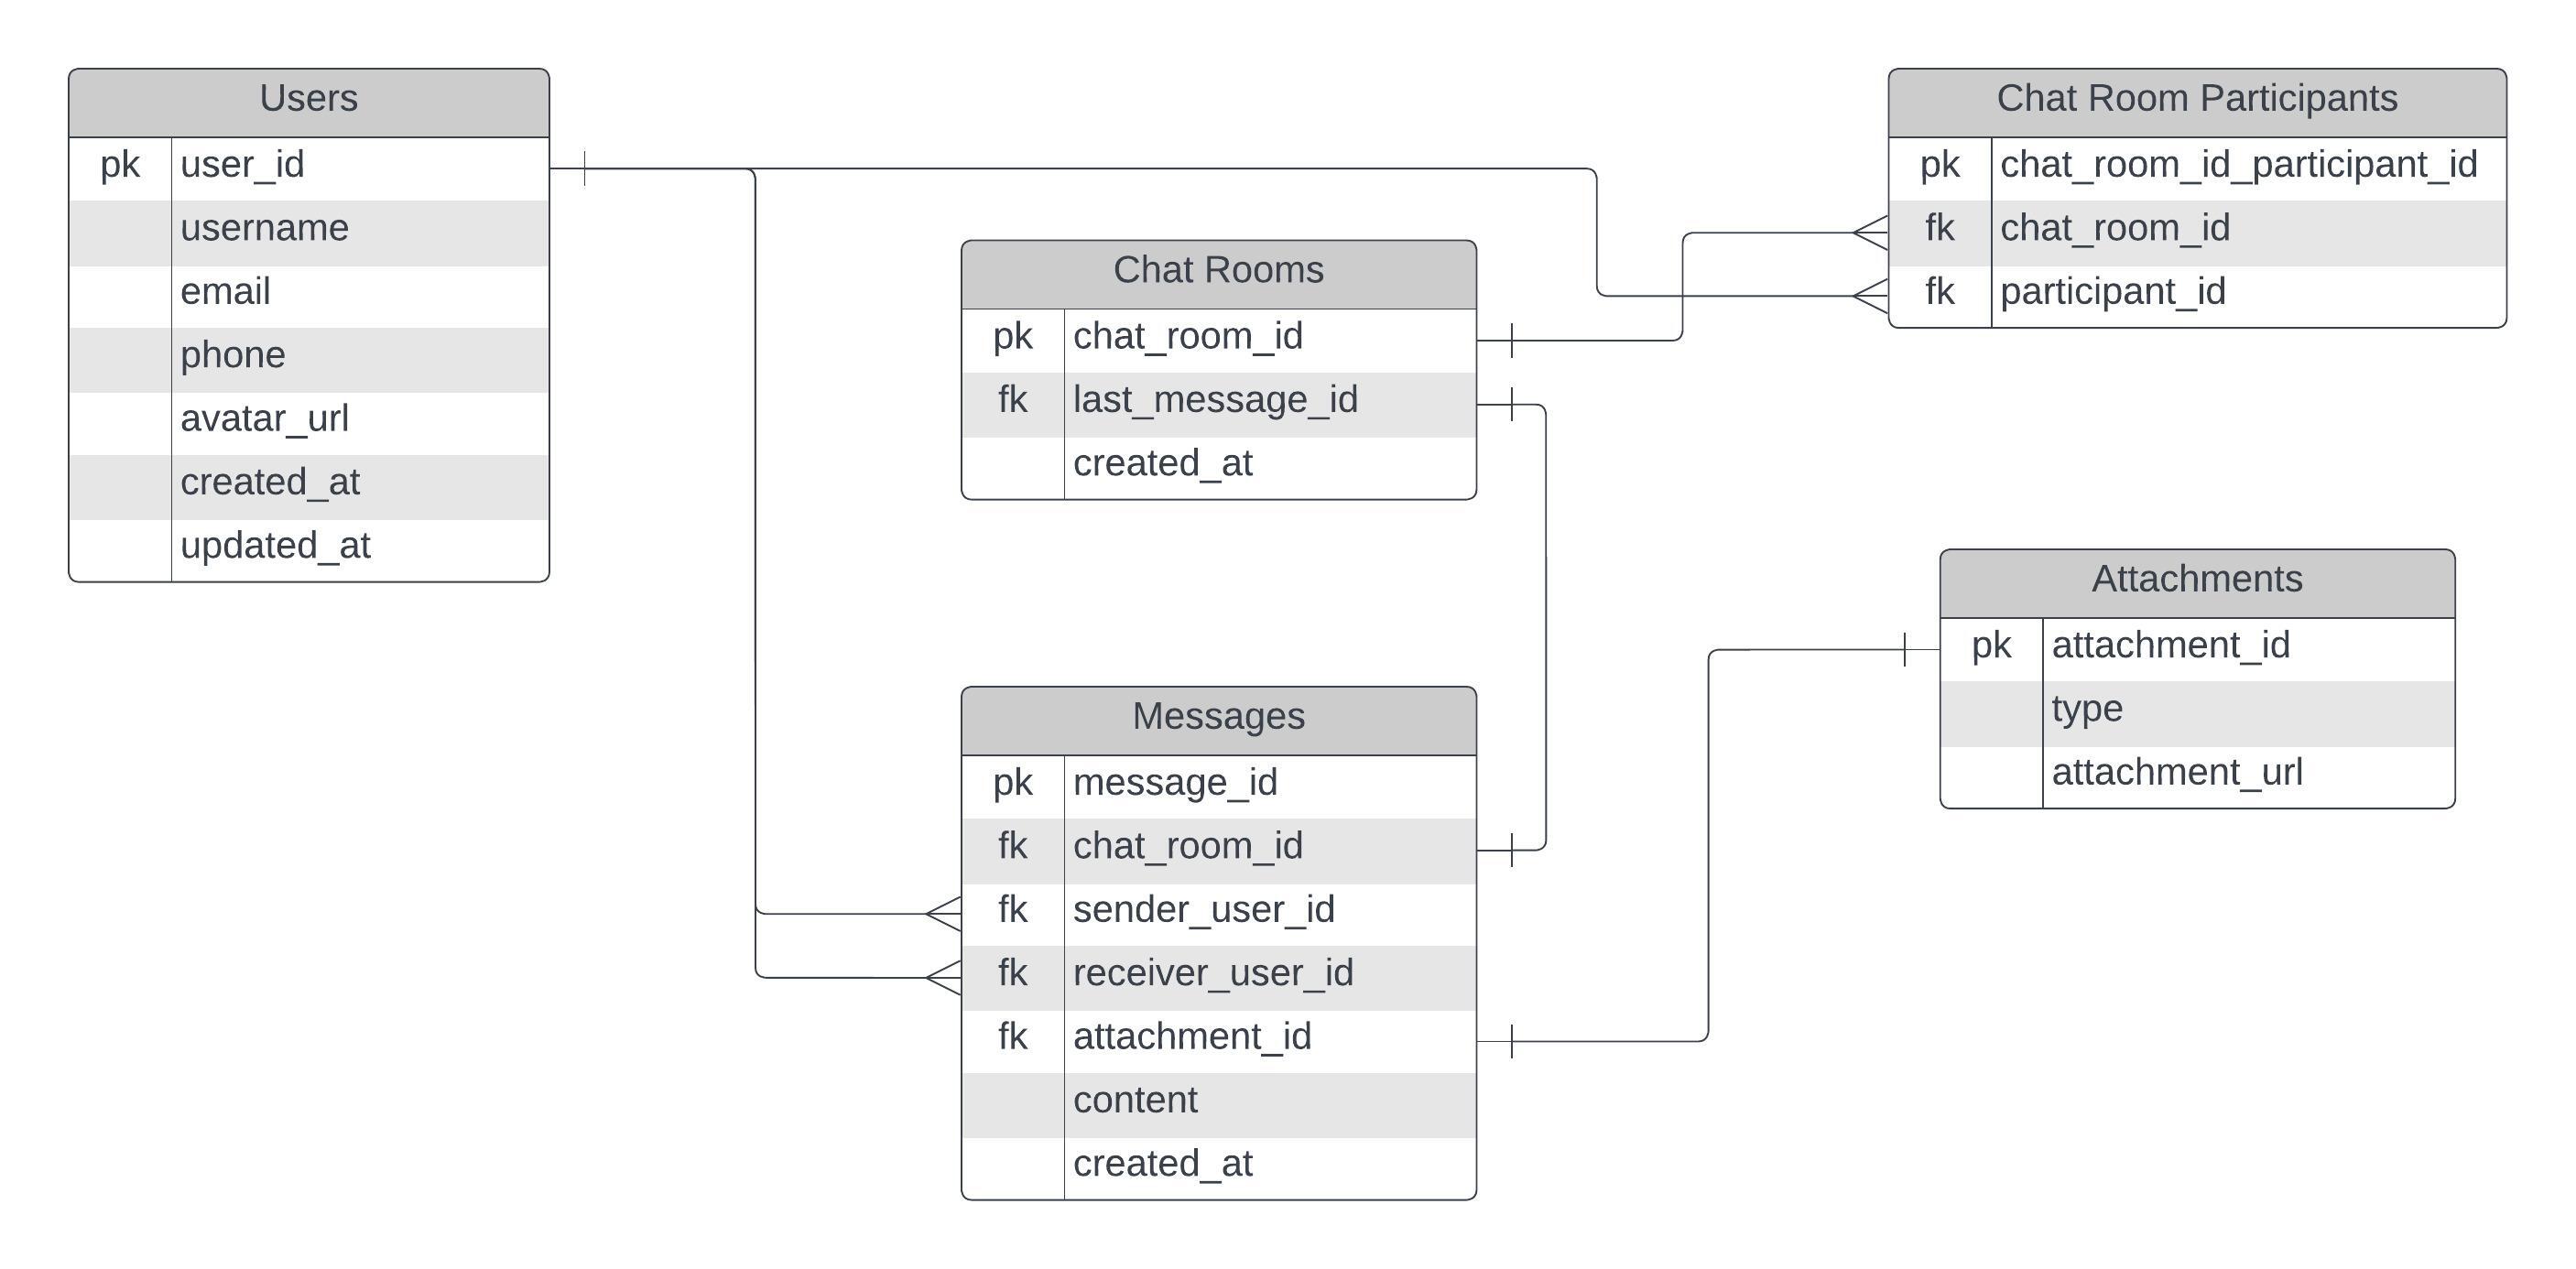 Users
pk user_id
username
email
phone
avatar_url
created_at
updated_at
Chat Rooms
pk chat_room_id
fk last_message_id
created_at
Chat Room Participants
pk chat_room_id_participant_id
fk chat_room_id
fk participant_id
Messages
pk message_id
fk chat_room_id
fk sender_user_id
fk receiver_user_id
fk attachment_id
content
created_at
Attachments
pk attachment_id
type
attachment_url